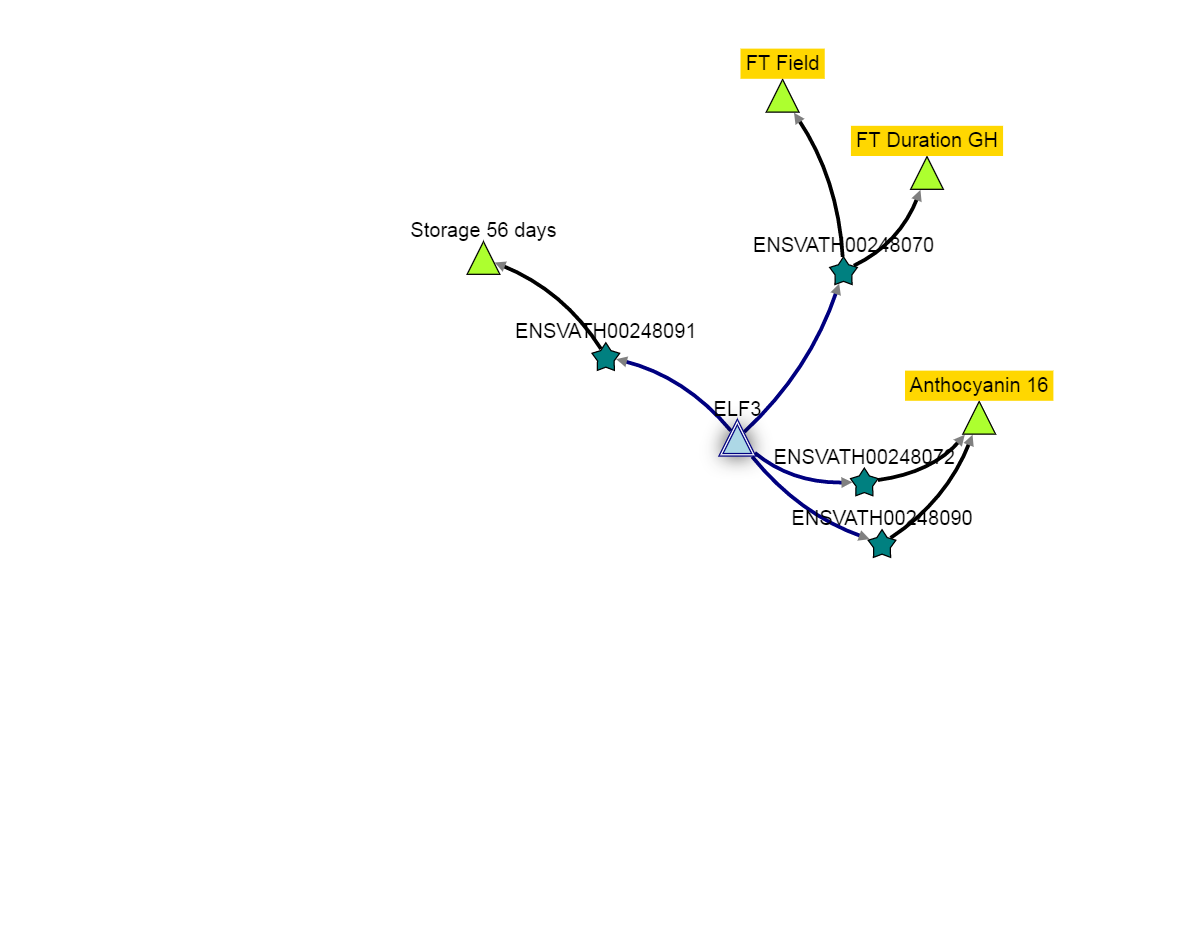 FT Field
FT Duration GH
Storage 56 days
ENSVATH00248070
ENSVATH00248091
Anthocyanin 16
ELF3
ENSVATH00248072
ENSVATH00248090